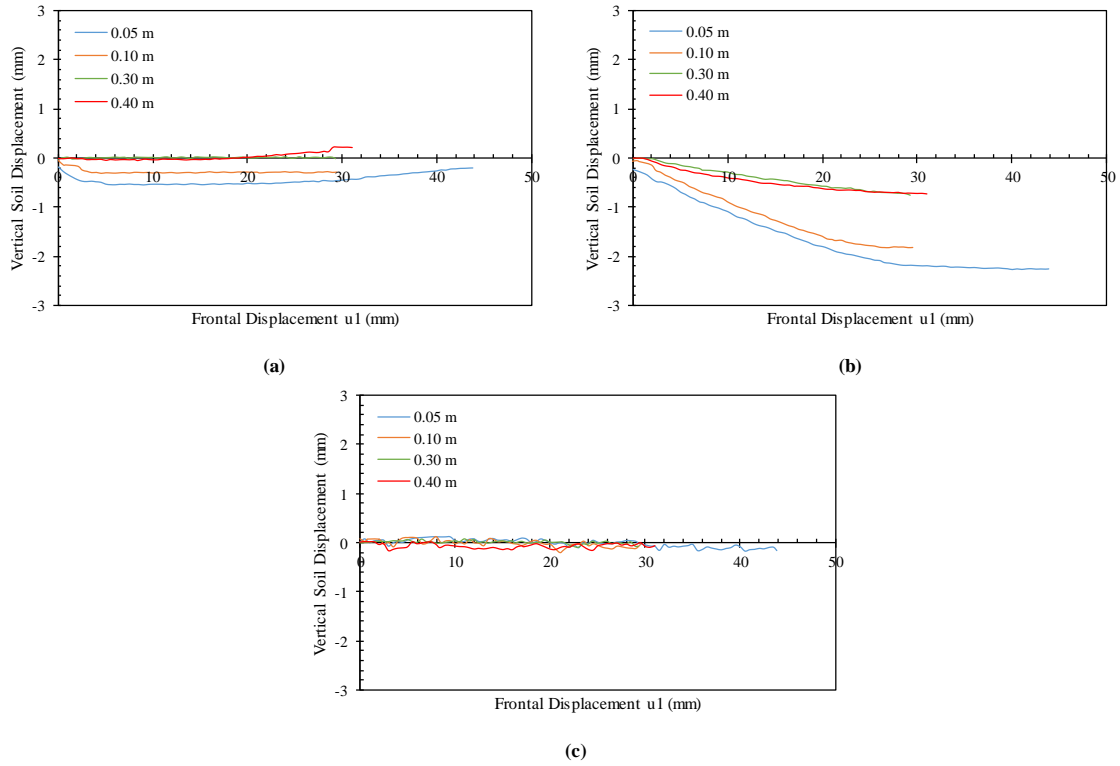 3
2
1
0
-1
-2
-3
0 10 20 30 40 50
Vertical Soil Displacement (mm)
Frontal Displacement u1 (mm)
0.05 m
0.10 m
0.30 m
0.40 m
(a)
3
2
1
0
-1
-2
-3
0 10 20 30 40 50
Vertical Soil Displacement (mm)
Frontal Displacement u1 (mm)
0.05 m
0.10 m
0.30 m
0.40 m
(b)
3
2
1
0
-1
-2
-3
0 10 20 30 40 50
Vertical Soil Displacement (mm)
Frontal Displacement u1 (mm)
0.05 m
0.10 m
0.30 m
0.40 m
(c)